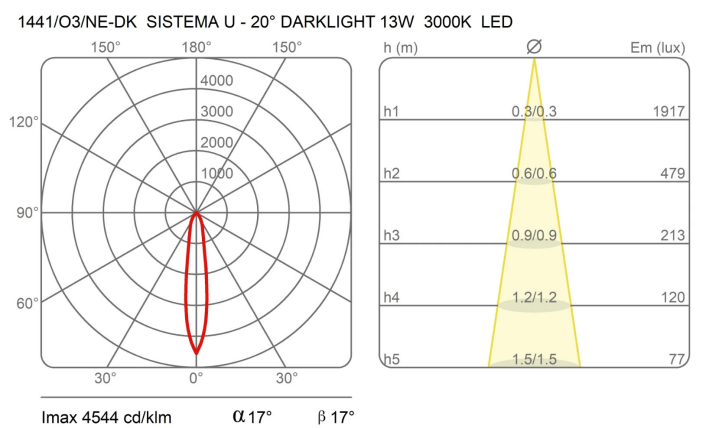 1441/O3/NE-DK SISTEMA U - 20° DARKLIGHT 13W 3000K LED
150° 180° 150°
4000
3000
120°
2000
1000
90°
60°
30° 0° 30°
Imax 4544 cd/klm α 17° β 17°
h (m) Ø Em (lux)
h1 0.3/0.3 1917
h2 0.6/0.6 479
h3 0.9/0.9 213
h4 1.2/1.2 120
h5 1.5/1.5 77